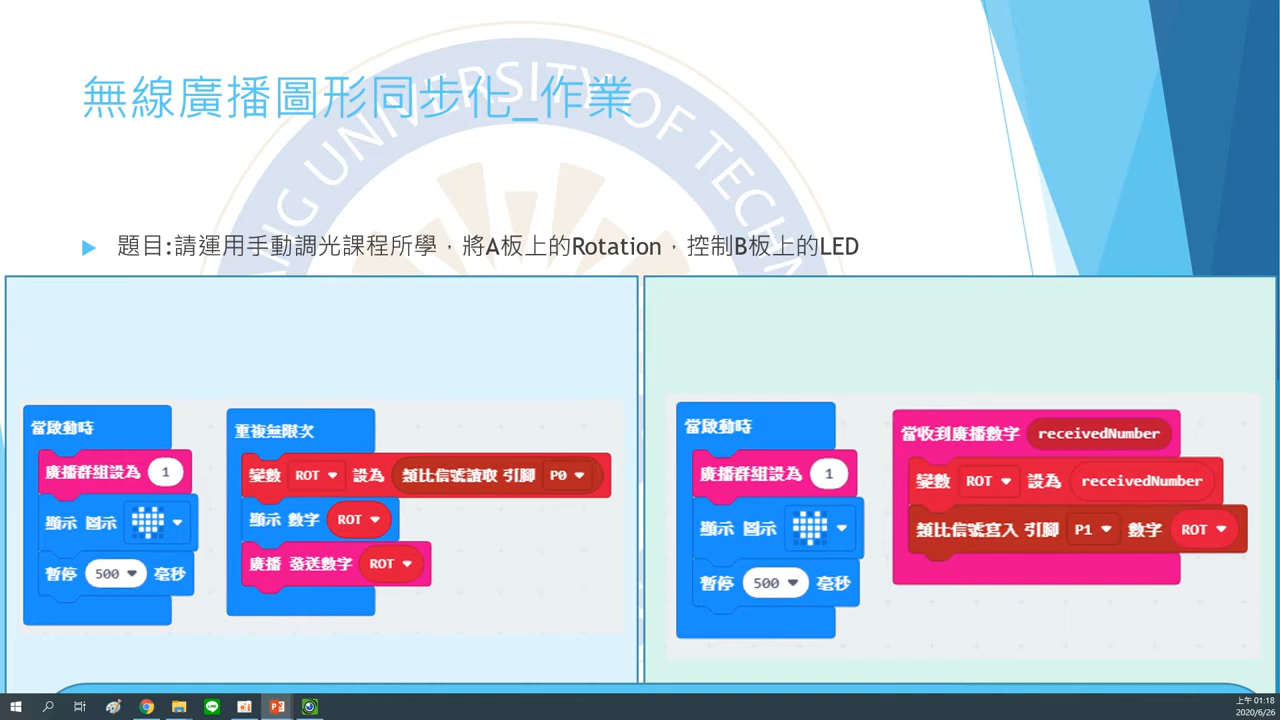 無線廣播圖形同步化_作業
UNIVERSITY OF TECH
題目:請運用手動調光課程所學，將A板上的Rotation，控制B板上的LED
當啟動時
廣播群組設為 1
顯示 圖示
暫停 500 毫秒
重複無限次
變數 ROT 設為 類比信號讀取 引腳 P0
顯示 數字 ROT
廣播 發送數字 ROT
當啟動時
廣播群組設為 1
顯示 圖示
暫停 500 毫秒
當收到廣播數字 receivedNumber
變數 ROT 設為 receivedNumber
類比信號寫入 引腳 P1 數字 ROT
上午 01:18
2020/6/26